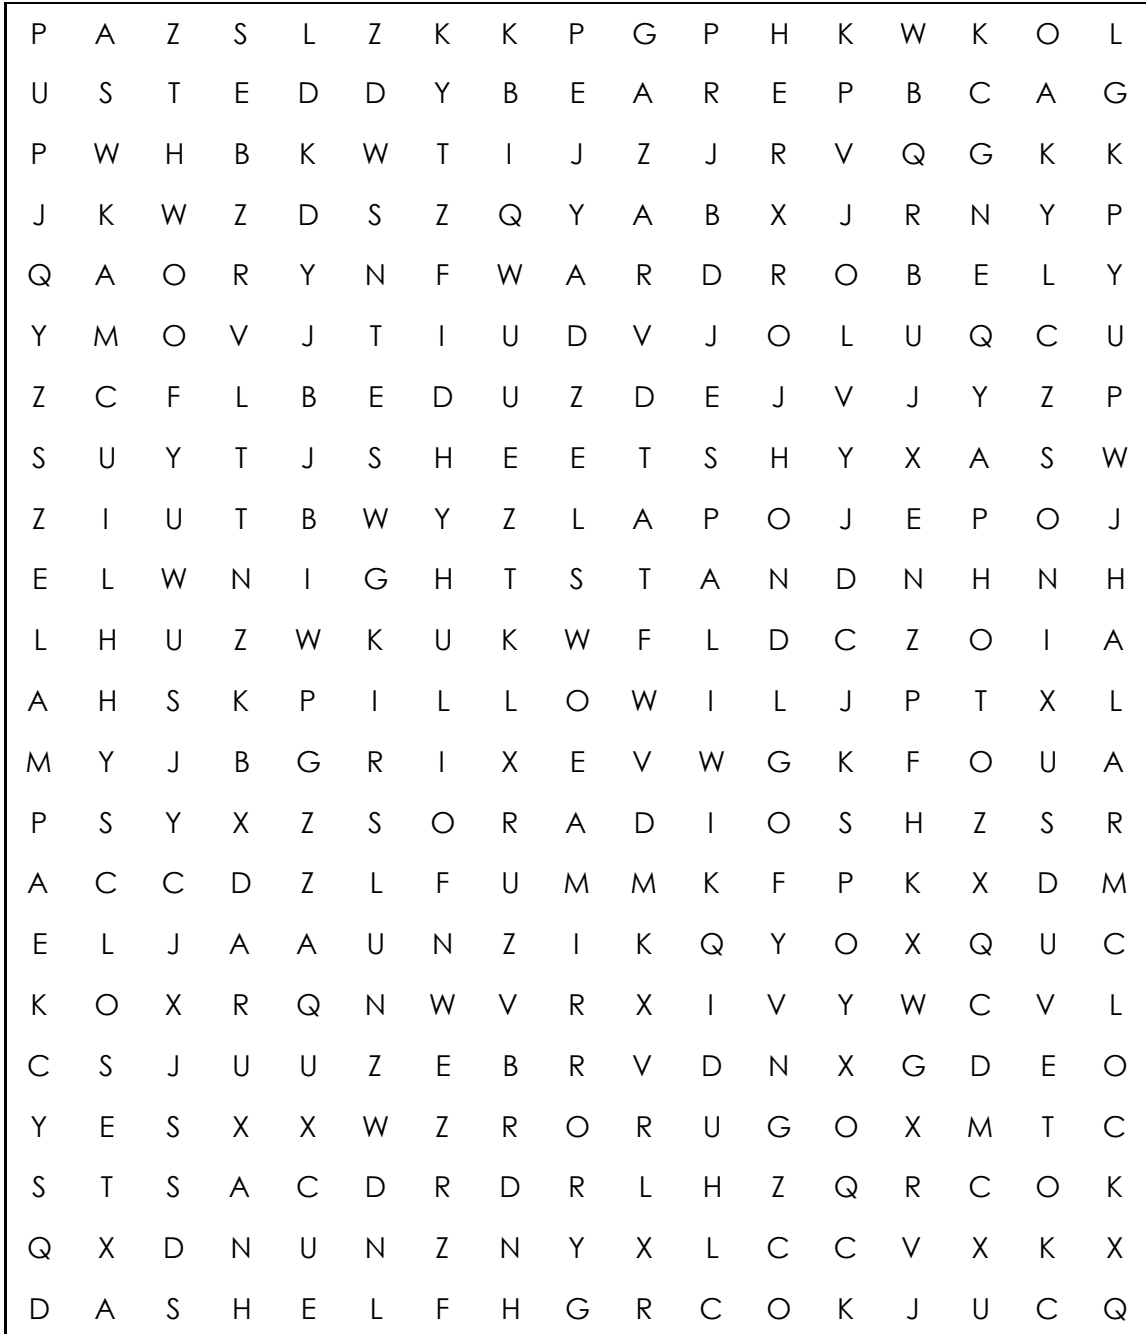 P A Z S L Z K K P G P H K W K O L
U S T E D D Y B E A R E P B C A G
P W H B K W T I J Z J R V Q G K K
J K W Z D S Z Q Y A B X J R N Y P
Q A O R Y N F W A R D R O B E L Y
Y M O V J T I U D V J O L U Q C U
Z C F L B E D U Z D E J V J Y Z P
S U Y T J S H E E T S H Y X A S W
Z I U T B W Y Z L A P O J E P O J
E L W N I G H T S T A N D N H N H
L H U Z W K U K W F L D C Z O I A
A H S K P I L L O W I L J P T X L
M Y J B G R I X E V W G K F O U A
P S Y X Z S O R A D I O S H Z S R
A C C D Z L F U M M K F P K X D M
E L J A A U N Z I K Q Y O X Q U C
K O X R Q N W V R X I V Y W C V L
C S J U U Z E B R V D N X G D E O
Y E S X X W Z R O R U G O X M T C
S T S A C D R D R L H Z Q R C O K
Q X D N U N Z N Y X L C C V X K X
D A S H E L F H G R C O K J U C Q